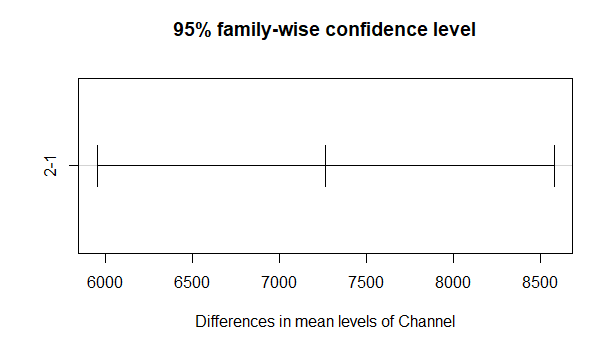 95% family-wise confidence level
2-1
6000 6500 7000 7500 8000 8500
Differences in mean levels of Channel